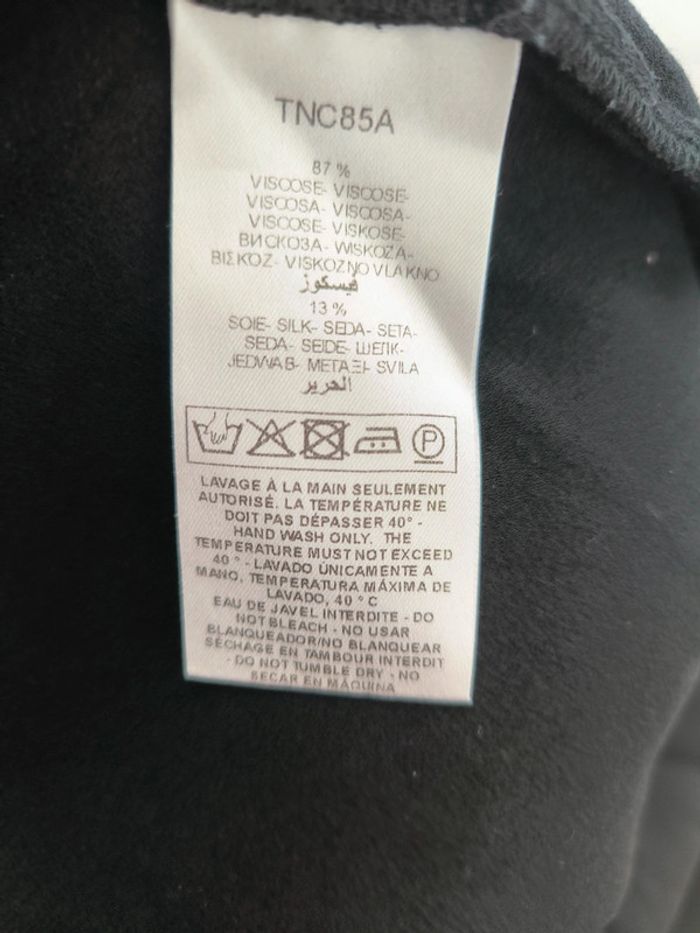 TNC85A
87 %
VISCOSE- VISCOSE-
VISCOSA- VISCOSA-
VISCOSE- VISKOSE-
ВИСКОЗА- WISKOZA-
ΒΙΣΚΟΖ- VISKOZNO VLAKNO
فيسكوز
13 %
SOIE- SILK- SEDA- SETA-
SEDA- SEIDE- ШЕЛК-
JEDWAB- ΜΕΤΑΞΙ- SVILA
الحرير
P
LAVAGE À LA MAIN SEULEMENT
AUTORISÉ. LA TEMPÉRATURE NE
DOIT PAS DÉPASSER 40° -
HAND WASH ONLY. THE
TEMPERATURE MUST NOT EXCEED
40 ° - LAVADO ÚNICAMENTE A
MANO, TEMPERATURA MÁXIMA DE
LAVADO, 40 ° C
EAU DE JAVEL INTERDITE - DO
NOT BLEACH - NO USAR
BLANQUEADOR/NO BLANQUEAR
SÉCHAGE EN TAMBOUR INTERDIT
- DO NOT TUMBLE DRY - NO
SECAR EN MÁQUINA